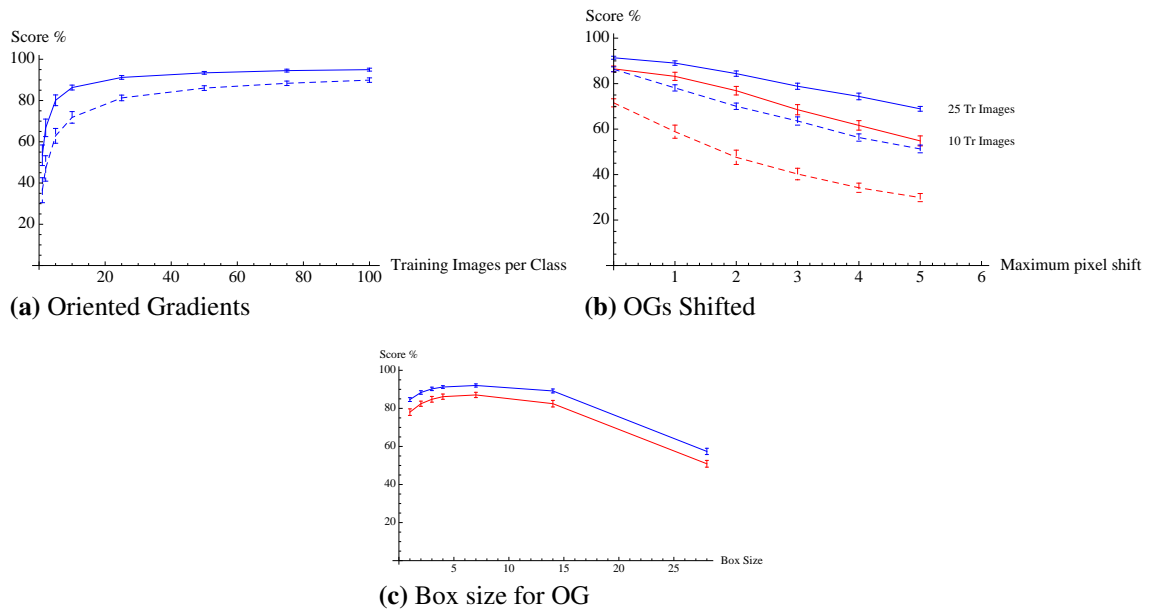 Score %
100
80
60
40
20
20 40 60 80 100
Training Images per Class
(a) Oriented Gradients
Score %
100
80
60
40
20
25 Tr Images
10 Tr Images
1 2 3 4 5 6
Maximum pixel shift
(b) OGs Shifted
Score %
100
80
60
40
20
5 10 15 20 25
Box Size
(c) Box size for OG